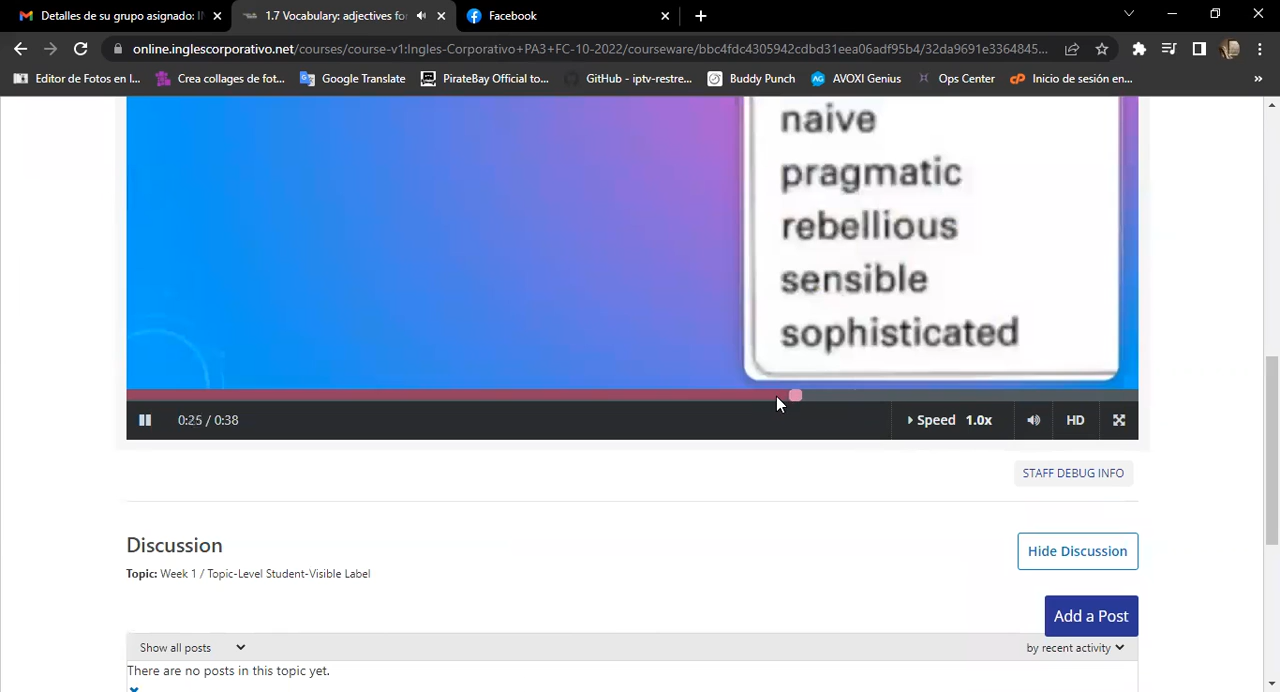 Detalles de su grupo asignado: I
1.7 Vocabulary: adjectives fo
Facebook
online.inglescorporativo.net/courses/course-v1:Ingles-Corporativo+PA3+FC-10-2022/courseware/bbc4fdc4305942cdbd31eea06adf95b4/32da9691e3364845...
Editor de Fotos en l...
Crea collages de fot...
Google Translate
PirateBay Official to...
GitHub - iptv-restre...
Buddy Punch
AVOXI Genius
Ops Center
Inicio de sesión en...
»
naive
pragmatic
rebellious
sensible
sophisticated
0:25 / 0:38
Speed 1.0x
HD
STAFF DEBUG INFO
Discussion
Hide Discussion
Topic: Week 1 / Topic-Level Student-Visible Label
Add a Post
Show all posts
by recent activity
There are no posts in this topic yet.